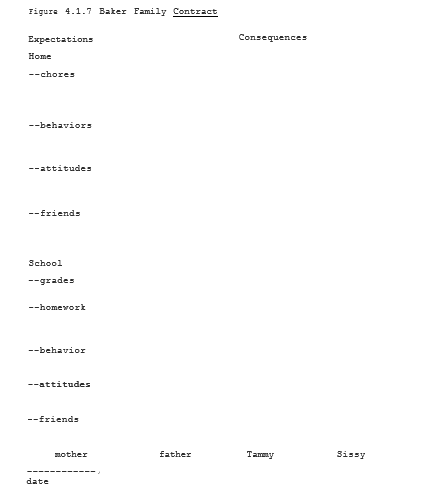 Figure 4.1.7 Baker Family Contract
Expectations Consequences
Home
--chores
--behaviors
--attitudes
--friends
School
--grades
--homework
--behavior
--attitudes
--friends
mother father Tammy Sissy
____________,
date